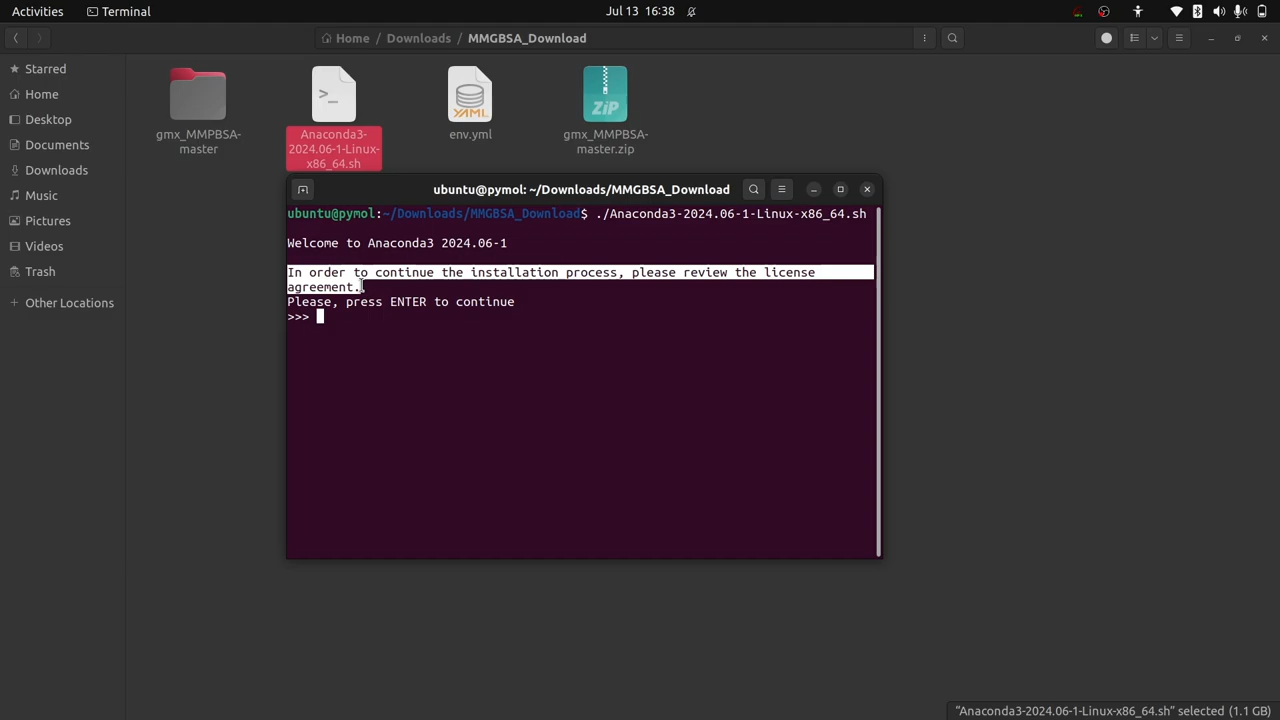 Activities
Terminal
Jul 13 16:38
Home / Downloads / MMGBSA_Download
Starred
Home
Desktop
Documents
Downloads
Music
Pictures
Videos
Trash
+ Other Locations
gmx_MMPBSA-
master
>_
Anaconda3-
2024.06-1-Linux-
x86_64.sh
YAML
env.yml
ZIP
gmx_MMPBSA-
master.zip
ubuntu@pymol: ~/Downloads/MMGBSA_Download
ubuntu@pymol:~/Downloads/MMGBSA_Download$ ./Anaconda3-2024.06-1-Linux-x86_64.sh
Welcome to Anaconda3 2024.06-1
In order to continue the installation process, please review the license
agreement.
Please, press ENTER to continue
>>>
"Anaconda3-2024.06-1-Linux-x86_64.sh" selected (1.1 GB)